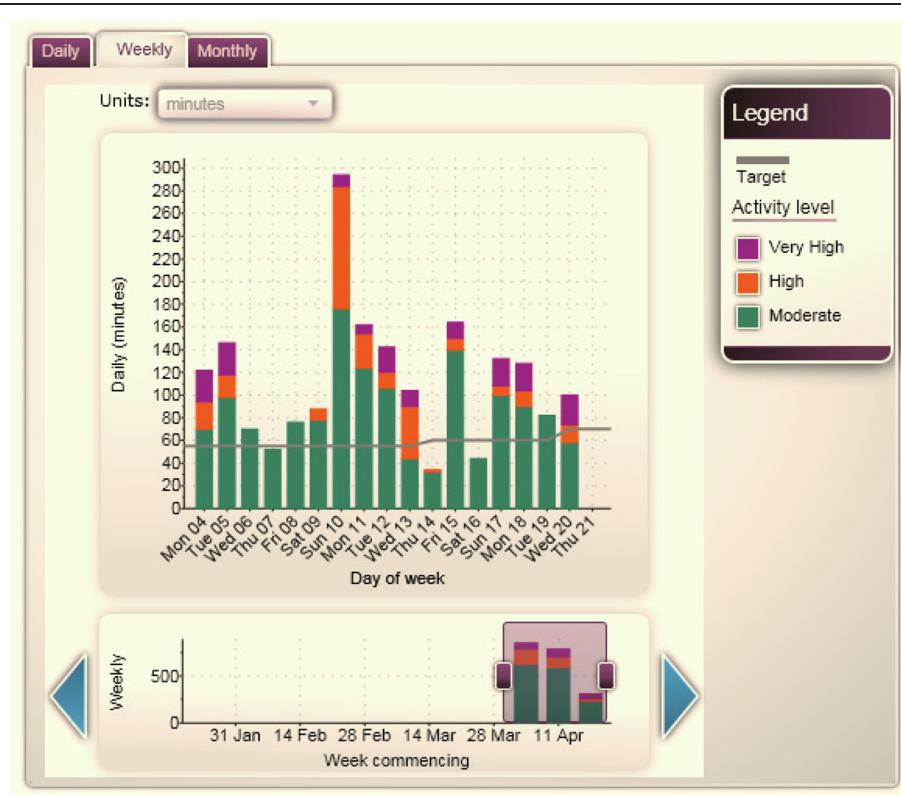 Daily Weekly Monthly
Units: minutes
Legend
Target
Activity level
Very High
High
Moderate
Daily (minutes)
300
280
260
240
220
200
180
160
140
120
100
80
60
40
20
0
Mon 04 Tue 05 Wed 06 Thu 07 Fri 08 Sat 09 Sun 10 Mon 11 Tue 12 Wed 13 Thu 14 Fri 15 Sat 16 Sun 17 Mon 18 Tue 19 Wed 20 Thu 21
Day of week
Weekly
500
0
31 Jan 14 Feb 28 Feb 14 Mar 28 Mar 11 Apr
Week commencing